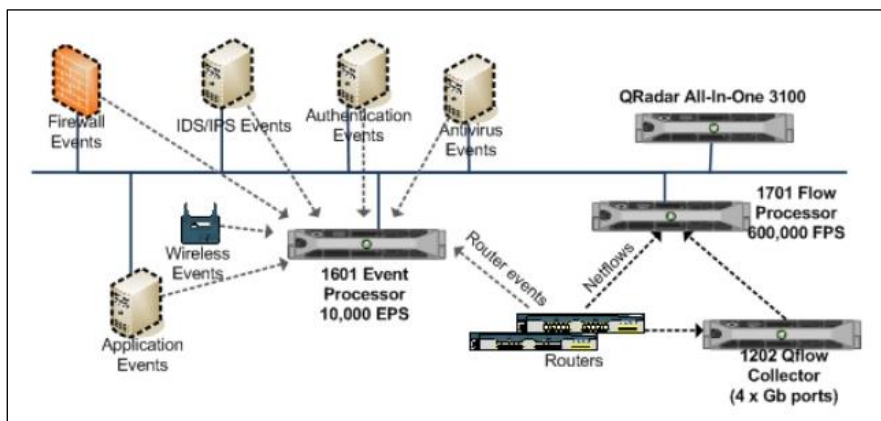 Firewall
Events
IDS/IPS Events
Authentication
Events
Antivirus
Events
QRadar All-In-One 3100
Wireless
Events
1601 Event
Processor
10,000 EPS
Router events
Netflows
1701 Flow
Processor
600,000 FPS
Application
Events
Routers
1202 Qflow
Collector
(4 x Gb ports)